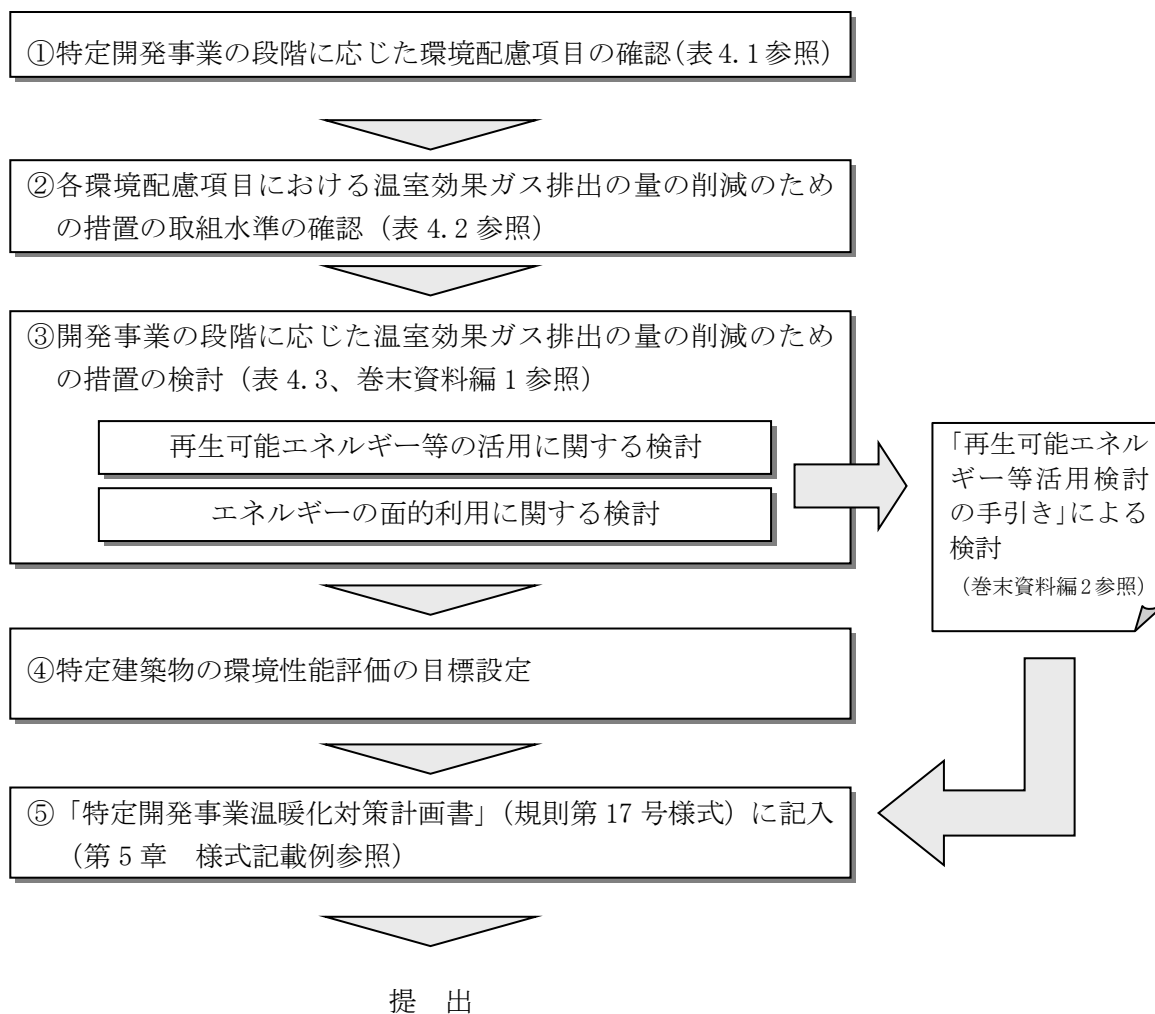 ①特定開発事業の段階に応じた環境配慮項目の確認(表4.1参照)
②各環境配慮項目における温室効果ガス排出の量の削減のため
の措置の取組水準の確認（表 4.2 参照）
③開発事業の段階に応じた温室効果ガス排出の量の削減のため
の措置の検討（表 4.3、巻末資料編 1 参照）
再生可能エネルギー等の活用に関する検討
エネルギーの面的利用に関する検討
「再生可能エネル
ギー等活用検討
の手引き」による
検討
（巻末資料編2参照）
④特定建築物の環境性能評価の目標設定
⑤「特定開発事業温暖化対策計画書」（規則第 17 号様式）に記入
（第 5 章　様式記載例参照）
提　出